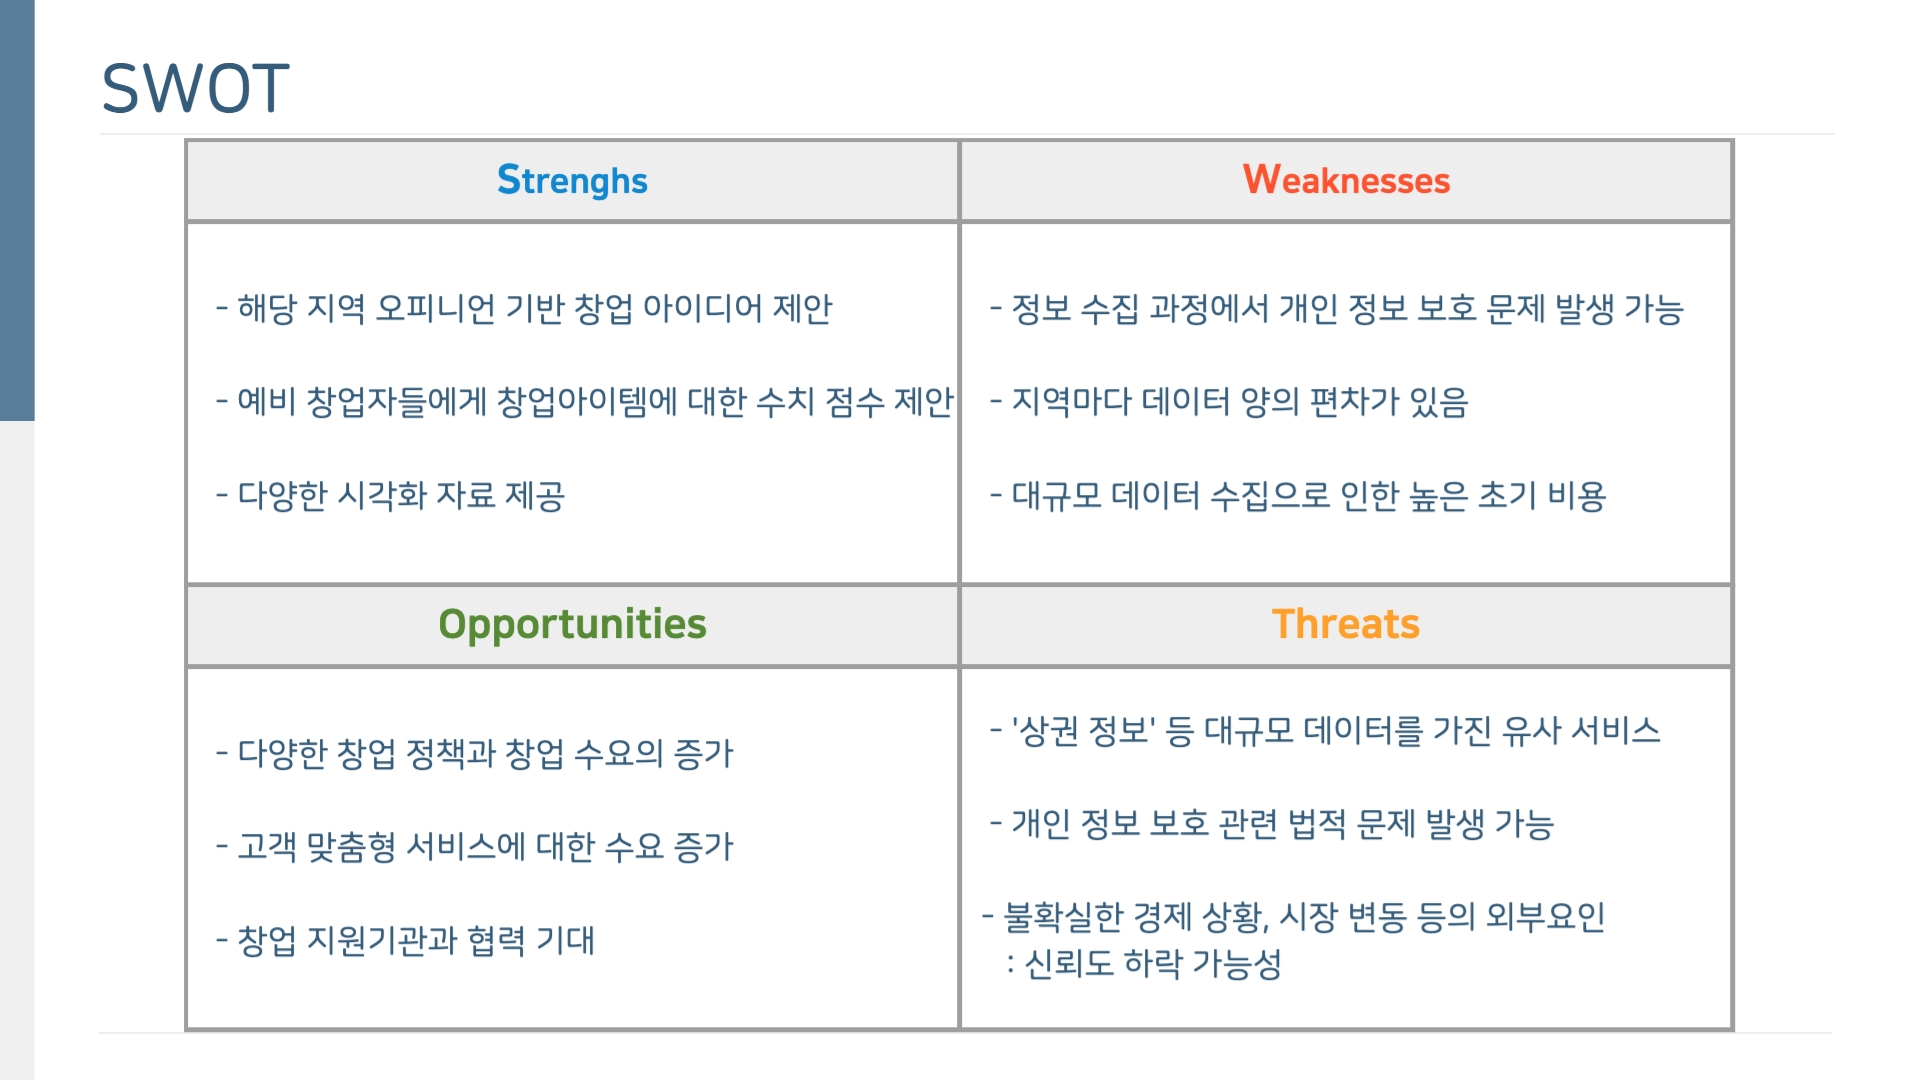 SWOT
Strenghs
Weaknesses
- 해당 지역 오피니언 기반 창업 아이디어 제안
- 예비 창업자들에게 창업아이템에 대한 수치 점수 제안
- 다양한 시각화 자료 제공
- 정보 수집 과정에서 개인 정보 보호 문제 발생 가능
- 지역마다 데이터 양의 편차가 있음
- 대규모 데이터 수집으로 인한 높은 초기 비용
Opportunities
Threats
- 다양한 창업 정책과 창업 수요의 증가
- 고객 맞춤형 서비스에 대한 수요 증가
- 창업 지원기관과 협력 기대
- '상권 정보' 등 대규모 데이터를 가진 유사 서비스
- 개인 정보 보호 관련 법적 문제 발생 가능
- 불확실한 경제 상황, 시장 변동 등의 외부요인
: 신뢰도 하락 가능성